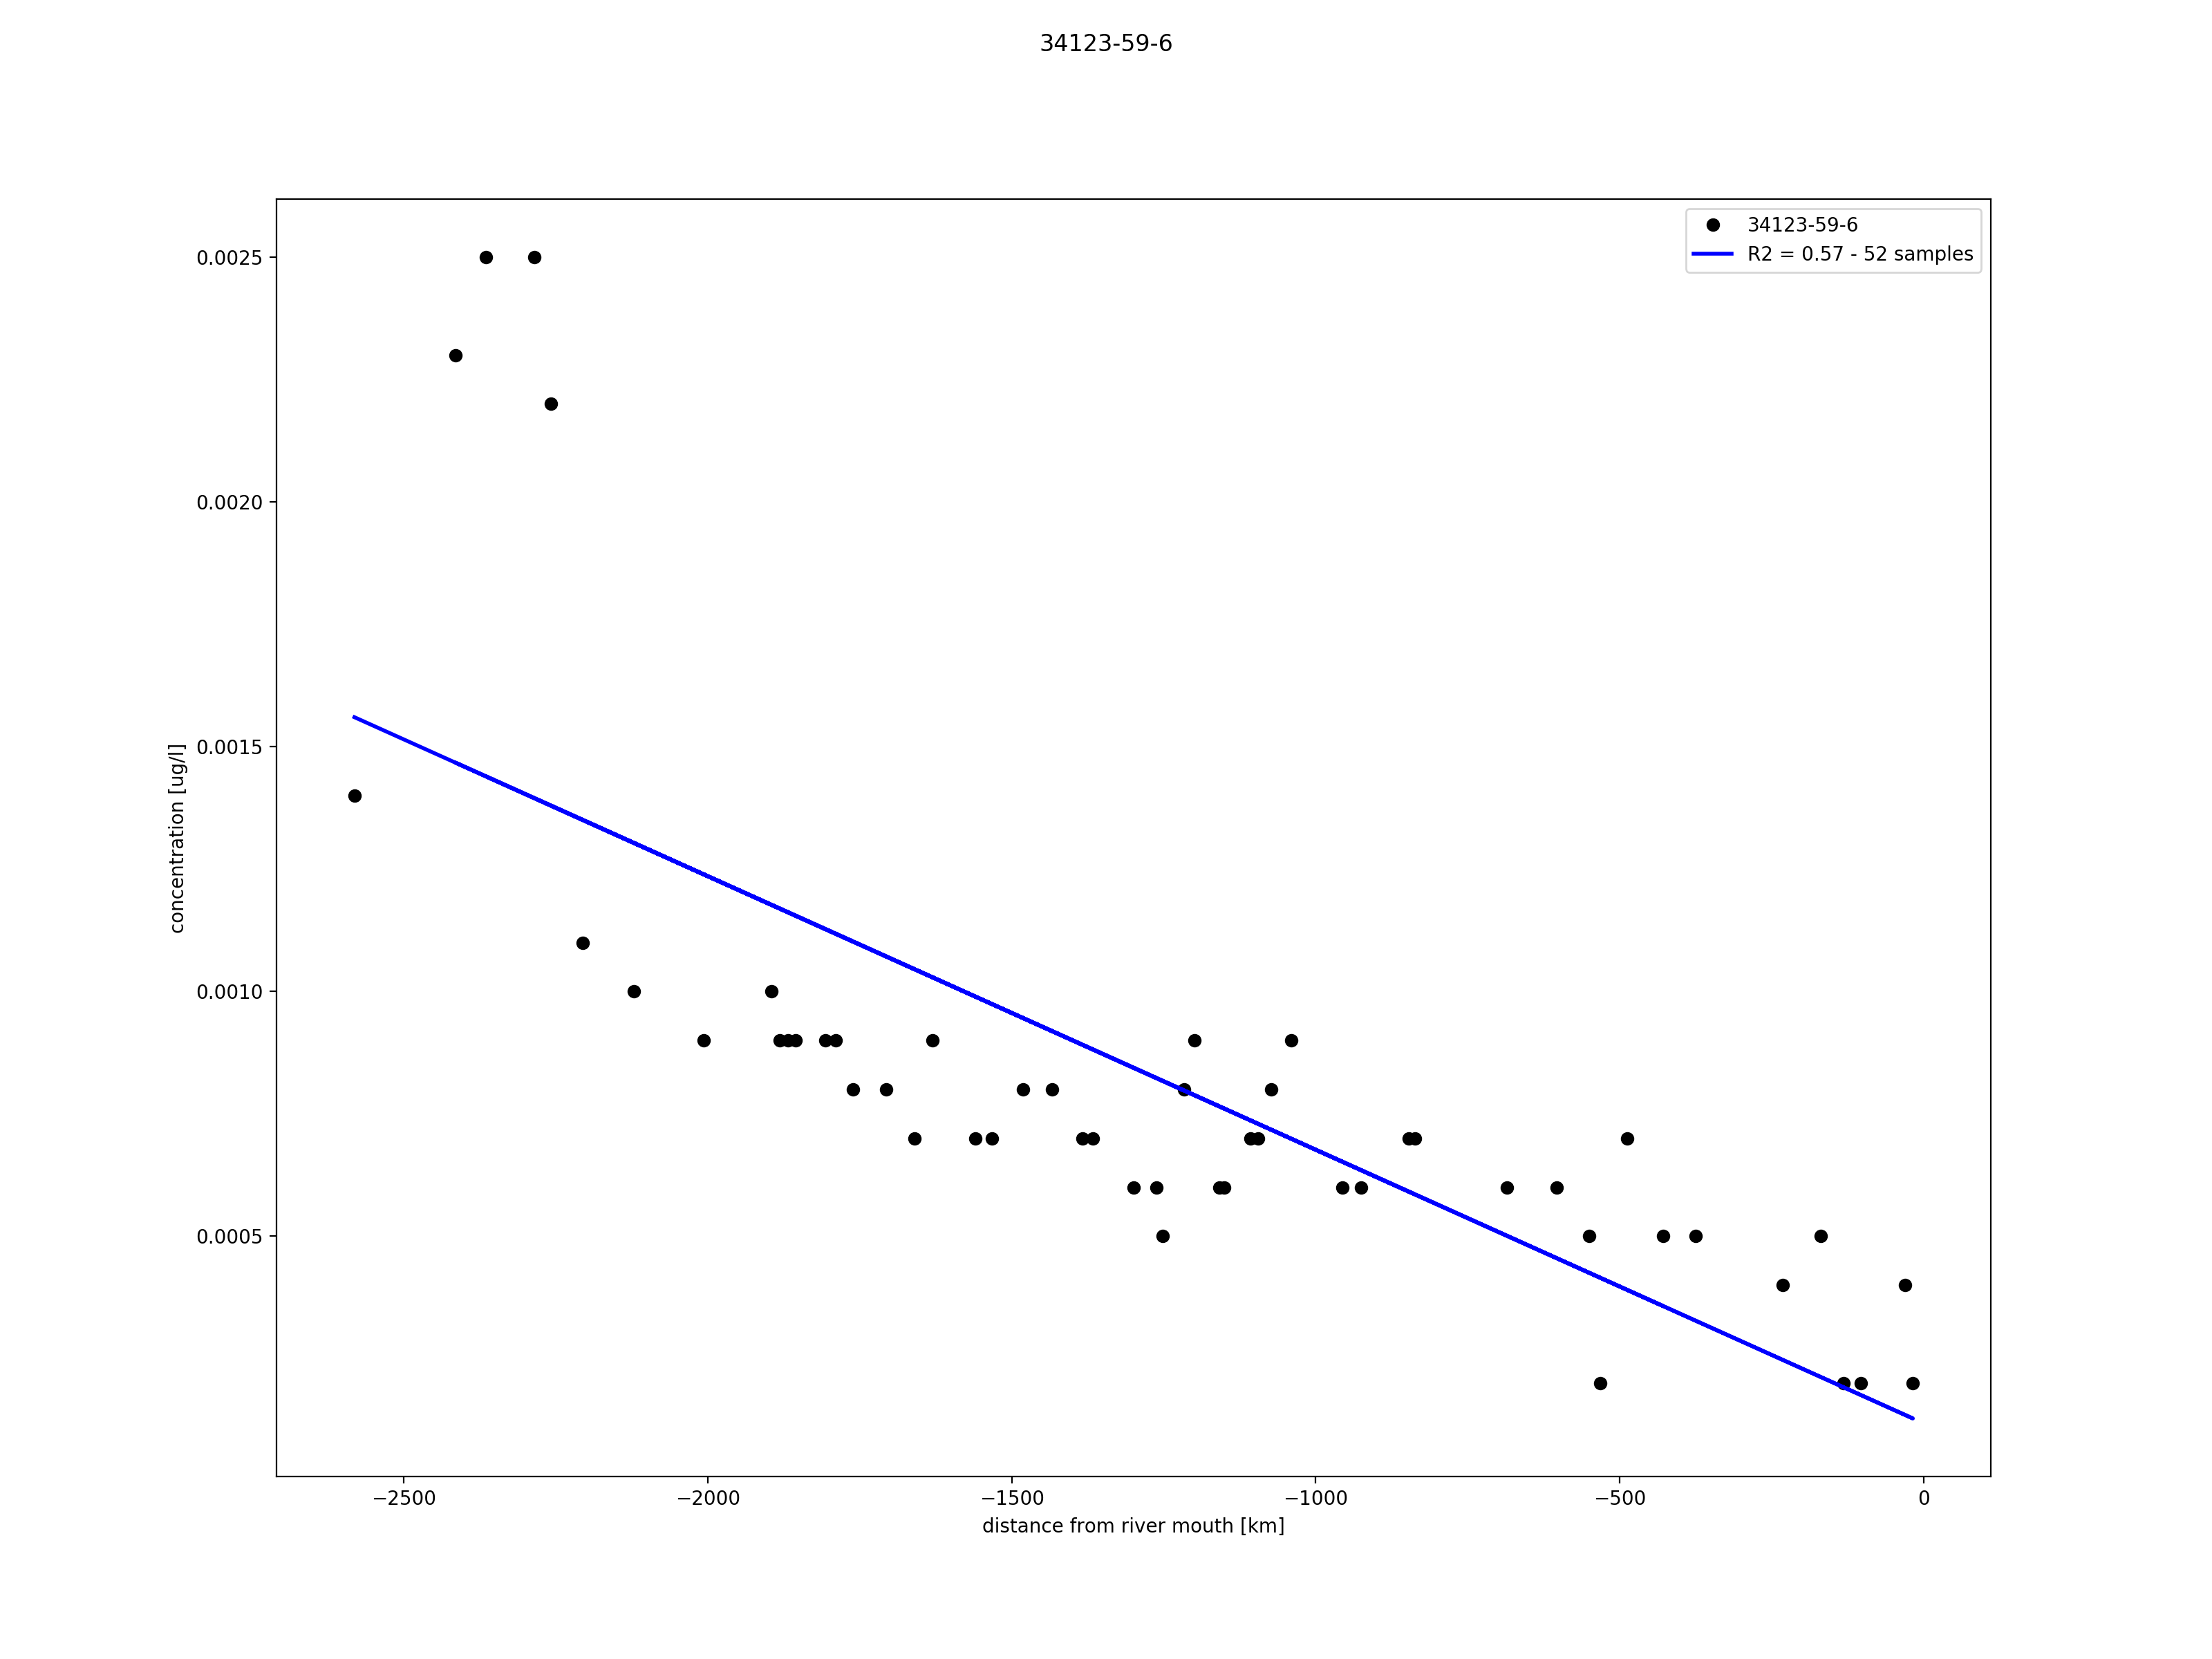 34123-59-6
34123-59-6
R2 = 0.57 - 52 samples
0.0025
0.0020
0.0015
0.0010
0.0005
concentration [ug/l]
−2500 −2000 −1500 −1000 −500 0
distance from river mouth [km]